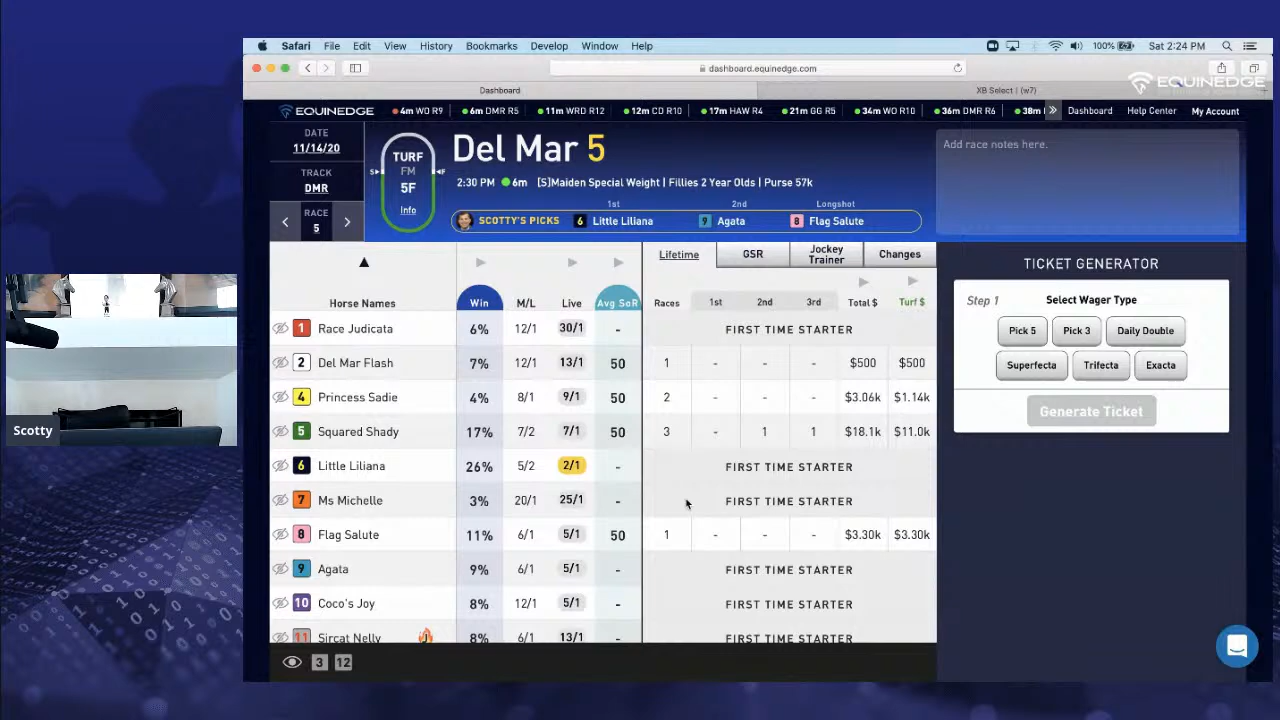 Safari File Edit View History Bookmarks Develop Window Help 100% Sat 2:24 PM
dashboard.equinedge.com
Dashboard XB Select | (w7)
EQUINEDGE
EQUINEDGE 4m WO R9 6m DMR R5 11m WRD R12 12m CD R10 17m HAW R4 21m GG R5 34m WO R10 36m DMR R6 38m Dashboard Help Center My Account
DATE
11/14/20
TRACK
DMR
RACE
5
TURF
FM
5F
Info
S F
Del Mar 5
2:30 PM 6m [S]Maiden Special Weight | Fillies 2 Year Olds | Purse 57k
1st 2nd Longshot
SCOTTY'S PICKS 6 Little Liliana 9 Agata 8 Flag Salute
Add race notes here.
Lifetime GSR Jockey Trainer Changes
Horse Names Win M/L Live Avg SoR Races 1st 2nd 3rd Total $ Turf $
1 Race Judicata 6% 12/1 30/1 - FIRST TIME STARTER
2 Del Mar Flash 7% 12/1 13/1 50 1 - - - $500 $500
4 Princess Sadie 4% 8/1 9/1 50 2 - - - $3.06k $1.14k
5 Squared Shady 17% 7/2 7/1 50 3 - 1 1 $18.1k $11.0k
6 Little Liliana 26% 5/2 2/1 - FIRST TIME STARTER
7 Ms Michelle 3% 20/1 25/1 - FIRST TIME STARTER
8 Flag Salute 11% 6/1 5/1 50 1 - - - $3.30k $3.30k
9 Agata 9% 6/1 5/1 - FIRST TIME STARTER
10 Coco's Joy 8% 12/1 5/1 - FIRST TIME STARTER
11 Sircat Nelly 8% 6/1 13/1 - FIRST TIME STARTER
3 12
TICKET GENERATOR
Step 1 Select Wager Type
Pick 5 Pick 3 Daily Double
Superfecta Trifecta Exacta
Generate Ticket
Scotty